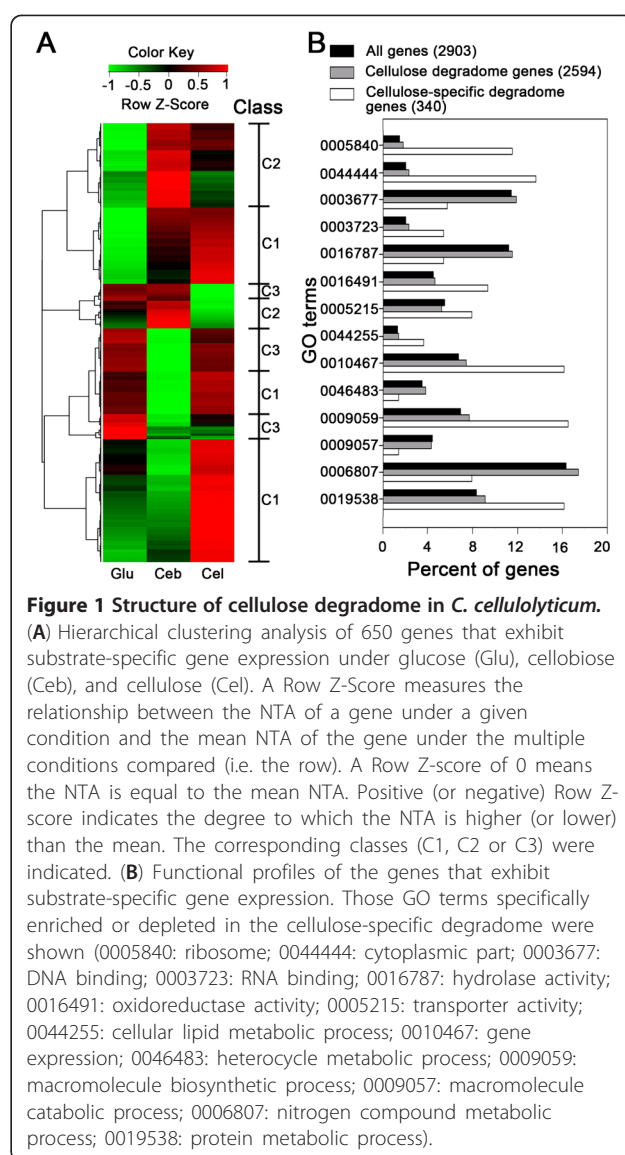 A
Color Key
-1 0 1
Row Z-Score
Class
C2
C1
C3
C2
C3
C1
C3
C1
Glu Ceb Cel
B
All genes (2903)
Cellulose degradome genes (2594)
Cellulose-specific degradome
genes (340)
GO terms
0005840
0044444
0003677
0003723
0016787
0016491
0005215
0044255
0010467
0046483
0009059
0009057
0006807
0019538
0 4 8 12 16 20
Percent of genes
Figure 1 Structure of cellulose degradome in C. cellulolyticum.
(A) Hierarchical clustering analysis of 650 genes that exhibit
substrate-specific gene expression under glucose (Glu), cellobiose
(Ceb), and cellulose (Cel). A Row Z-Score measures the
relationship between the NTA of a gene under a given
condition and the mean NTA of the gene under the multiple
conditions compared (i.e. the row). A Row Z-score of 0 means
the NTA is equal to the mean NTA. Positive (or negative) Row Z-
score indicates the degree to which the NTA is higher (or lower)
than the mean. The corresponding classes (C1, C2 or C3) were
indicated. (B) Functional profiles of the genes that exhibit
substrate-specific gene expression. Those GO terms specifically
enriched or depleted in the cellulose-specific degradome were
shown (0005840: ribosome; 0044444: cytoplasmic part; 0003677:
DNA binding; 0003723: RNA binding; 0016787: hydrolase activity;
0016491: oxidoreductase activity; 0005215: transporter activity;
0044255: cellular lipid metabolic process; 0010467: gene
expression; 0046483: heterocycle metabolic process; 0009059:
macromolecule biosynthetic process; 0009057: macromolecule
catabolic process; 0006807: nitrogen compound metabolic
process; 0019538: protein metabolic process).